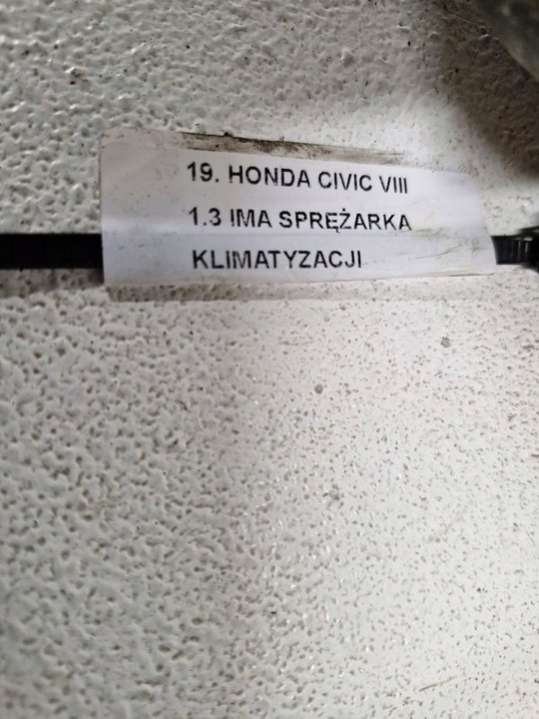 19. HONDA CIVIC VIII
1.3 IMA SPRĘŻARKA
KLIMATYZACJI